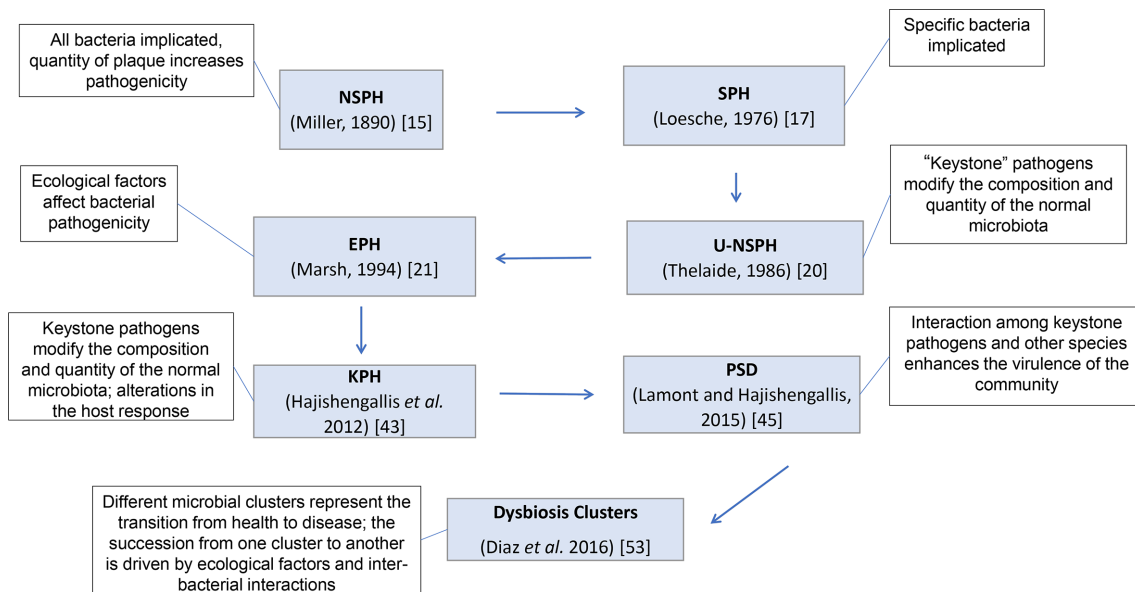 All bacteria implicated,
quantity of plaque increases
pathogenicity
NSPH
(Miller, 1890) [15]
SPH
(Loesche, 1976) [17]
Specific bacteria
implicated
Ecological factors
affect bacterial
pathogenicity
EPH
(Marsh, 1994) [21]
U-NSPH
(Thelaide, 1986) [20]
“Keystone” pathogens
modify the composition and
quantity of the normal
microbiota
Keystone pathogens
modify the composition
and quantity of the normal
microbiota; alterations in
the host response
KPH
(Hajishengallis et al.
2012) [43]
PSD
(Lamont and Hajishengallis,
2015) [45]
Interaction among keystone
pathogens and other species
enhances the virulence of the
community
Different microbial clusters represent the
transition from health to disease; the
succession from one cluster to another
is driven by ecological factors and inter-
bacterial interactions
Dysbiosis Clusters
(Diaz et al. 2016) [53]